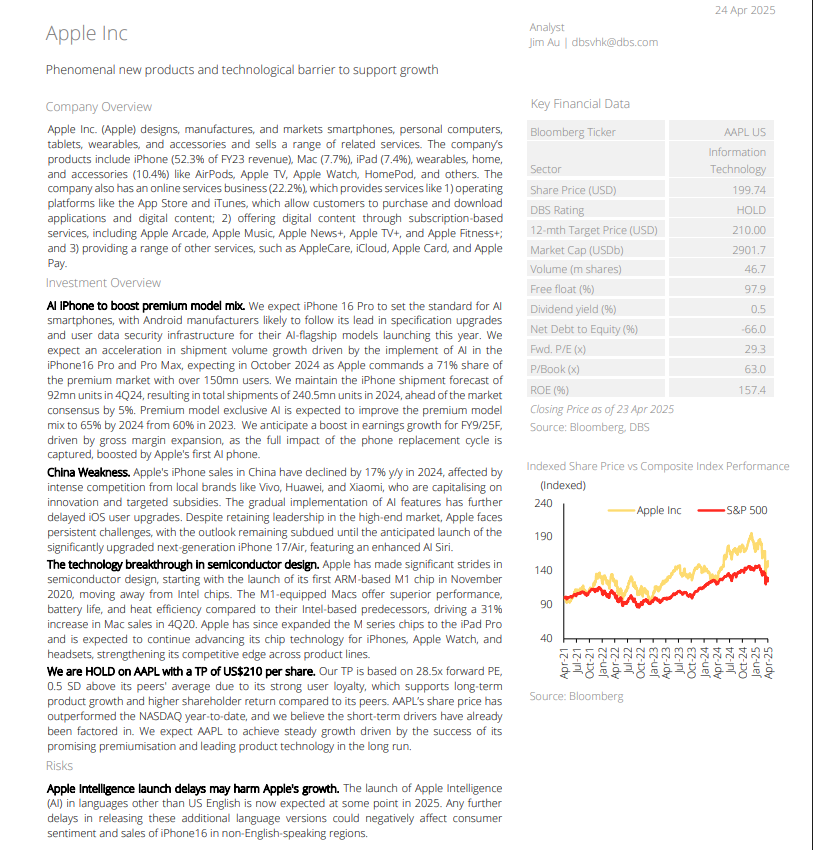 24 Apr 2025
Apple Inc
Analyst
Jim Au | dbsvhk@dbs.com
Phenomenal new products and technological barrier to support growth
Company Overview
Apple Inc. (Apple) designs, manufactures, and markets smartphones, personal computers,
tablets, wearables, and accessories and sells a range of related services. The company's
products include iPhone (52.3% of FY23 revenue), Mac (7.7%), iPad (7.4%), wearables, home,
and accessories (10.4%) like AirPods, Apple TV, Apple Watch, HomePod, and others. The
company also has an online services business (22.2%), which provides services like 1) operating
platforms like the App Store and iTunes, which allow customers to purchase and download
applications and digital content; 2) offering digital content through subscription-based
services, including Apple Arcade, Apple Music, Apple News+, Apple TV+, and Apple Fitness+;
and 3) providing a range of other services, such as AppleCare, iCloud, Apple Card, and Apple
Pay.
Investment Overview
AI iPhone to boost premium model mix. We expect iPhone 16 Pro to set the standard for AI
smartphones, with Android manufacturers likely to follow its lead in specification upgrades
and user data security infrastructure for their AI-flagship models launching this year. We
expect an acceleration in shipment volume growth driven by the implement of AI in the
iPhone16 Pro and Pro Max, expecting in October 2024 as Apple commands a 71% share of
the premium market with over 150mn users. We maintain the iPhone shipment forecast of
92mn units in 4Q24, resulting in total shipments of 240.5mn units in 2024, ahead of the market
consensus by 5%. Premium model exclusive AI is expected to improve the premium model
mix to 65% by 2024 from 60% in 2023. We anticipate a boost in earnings growth for FY9/25F,
driven by gross margin expansion, as the full impact of the phone replacement cycle is
captured, boosted by Apple's first AI phone.
China Weakness. Apple's iPhone sales in China have declined by 17% y/y in 2024, affected by
intense competition from local brands like Vivo, Huawei, and Xiaomi, who are capitalising on
innovation and targeted subsidies. The gradual implementation of AI features has further
delayed iOS user upgrades. Despite retaining leadership in the high-end market, Apple faces
persistent challenges, with the outlook remaining subdued until the anticipated launch of the
significantly upgraded next-generation iPhone 17/Air, featuring an enhanced AI Siri.
The technology breakthrough in semiconductor design. Apple has made significant strides in
semiconductor design, starting with the launch of its first ARM-based M1 chip in November
2020, moving away from Intel chips. The M1-equipped Macs offer superior performance,
battery life, and heat efficiency compared to their Intel-based predecessors, driving a 31%
increase in Mac sales in 4Q20. Apple has since expanded the M series chips to the iPad Pro
and is expected to continue advancing its chip technology for iPhones, Apple Watch, and
headsets, strengthening its competitive edge across product lines.
We are HOLD on AAPL with a TP of US$210 per share. Our TP is based on 28.5x forward PE,
0.5 SD above its peers' average due to its strong user loyalty, which supports long-term
product growth and higher shareholder return compared to its peers. AAPL's share price has
outperformed the NASDAQ year-to-date, and we believe the short-term drivers have already
been factored in. We expect AAPL to achieve steady growth driven by the success of its
promising premiumisation and leading product technology in the long run.
Risks
Apple Intelligence launch delays may harm Apple's growth. The launch of Apple Intelligence
(AI) in languages other than US English is now expected at some point in 2025. Any further
delays in releasing these additional language versions could negatively affect consumer
sentiment and sales of iPhone16 in non-English-speaking regions.
Key Financial Data
Bloomberg Ticker AAPL US
Sector Information
Technology
Share Price (USD) 199.74
DBS Rating HOLD
12-mth Target Price (USD) 210.00
Market Cap (USDb) 2901.7
Volume (m shares) 46.7
Free float (%) 97.9
Dividend yield (%) 0.5
Net Debt to Equity (%) -66.0
Fwd. P/E (x) 29.3
P/Book (x) 63.0
ROE (%) 157.4
Closing Price as of 23 Apr 2025
Source: Bloomberg, DBS
Indexed Share Price vs Composite Index Performance
(Indexed)
240
Apple Inc S&P 500
190
140
90
40
Apr-21 Jul-21 Oct-21 Jan-22 Apr-22 Jul-22 Oct-22 Jan-23 Apr-23 Jul-23 Oct-23 Jan-24 Apr-24 Jul-24 Oct-24 Jan-25 Apr-25
Source: Bloomberg